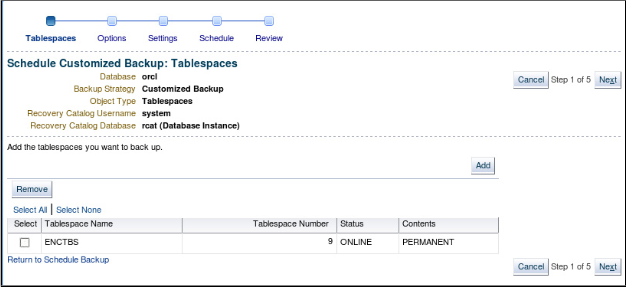 Tablespaces Options Settings Schedule Review
Schedule Customized Backup: Tablespaces
Database orcl
Backup Strategy Customized Backup
Object Type Tablespaces
Recovery Catalog Username system
Recovery Catalog Database rcat (Database Instance)
Cancel Step 1 of 5 Next
Add the tablespaces you want to back up.
Add
Remove
Select All | Select None
Select Tablespace Name Tablespace Number Status Contents
ENCTBS 9 ONLINE PERMANENT
Return to Schedule Backup
Cancel Step 1 of 5 Next